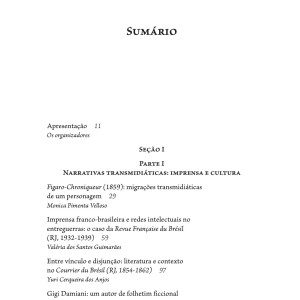 Sumário
Apresentação 11
Os organizadores
Seção I
Parte I
Narrativas transmidiáticas: imprensa e cultura
Figaro-Chroniqueur (1859): migrações transmidiáticas
de um personagem 29
Monica Pimenta Velloso
Imprensa franco-brasileira e redes intelectuais no
entreguerras: o caso da Revue Française du Brésil
(RJ, 1932-1939) 59
Valéria dos Santos Guimarães
Entre vínculo e disjunção: literatura e contexto
no Courrier du Brésil (RJ, 1854-1862) 97
Yuri Cerqueira dos Anjos
Gigi Damiani: um autor de folhetim ficcional